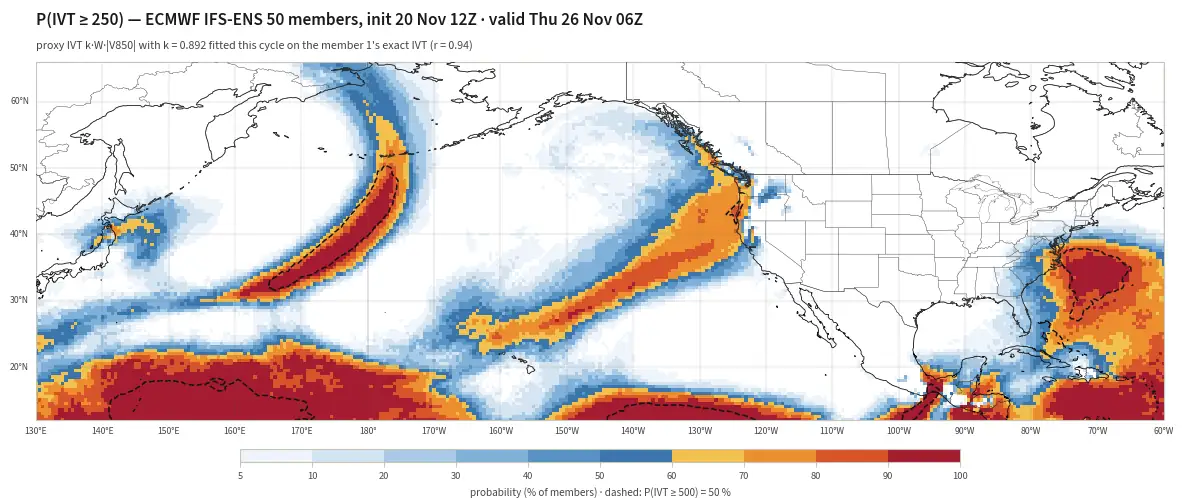 P(IVT ≥ 250) — ECMWF IFS-ENS 50 members, init 20 Nov 12Z · valid Thu 26 Nov 06Z
proxy IVT k·W·|V850| with k = 0.892 fitted this cycle on the member 1's exact IVT (r = 0.94)
60°N
50°N
40°N
30°N
20°N
130°E 140°E 150°E 160°E 170°E 180° 170°W 160°W 150°W 140°W 130°W 120°W 110°W 100°W 90°W 80°W 70°W 60°W
5 10 20 30 40 50 60 70 80 90 100
probability (% of members) · dashed: P(IVT ≥ 500) = 50 %